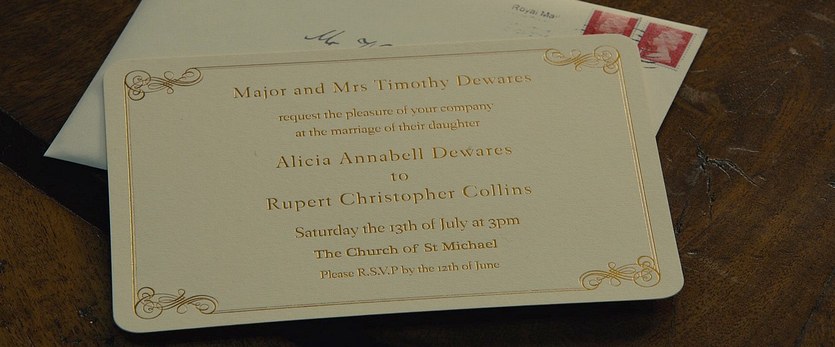 Royal Ma
Major and Mrs Timothy Dewares
request the pleasure of your company
at the marriage of their daughter
Alicia Annabell Dewares
to
Rupert Christopher Collins
Saturday the 13th of July at 3pm
The Church of St Michael
Please R.S.V.P by the 12th of June